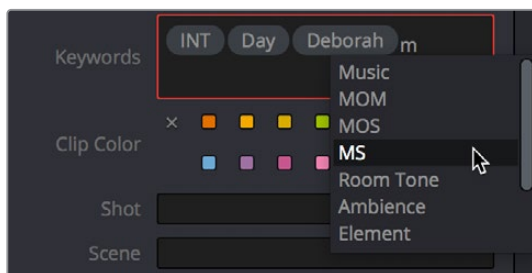 Keywords INT Day Deborah m
Music
MOM
MOS
Clip Color
MS
Room Tone
Shot
Ambience
Element
Scene